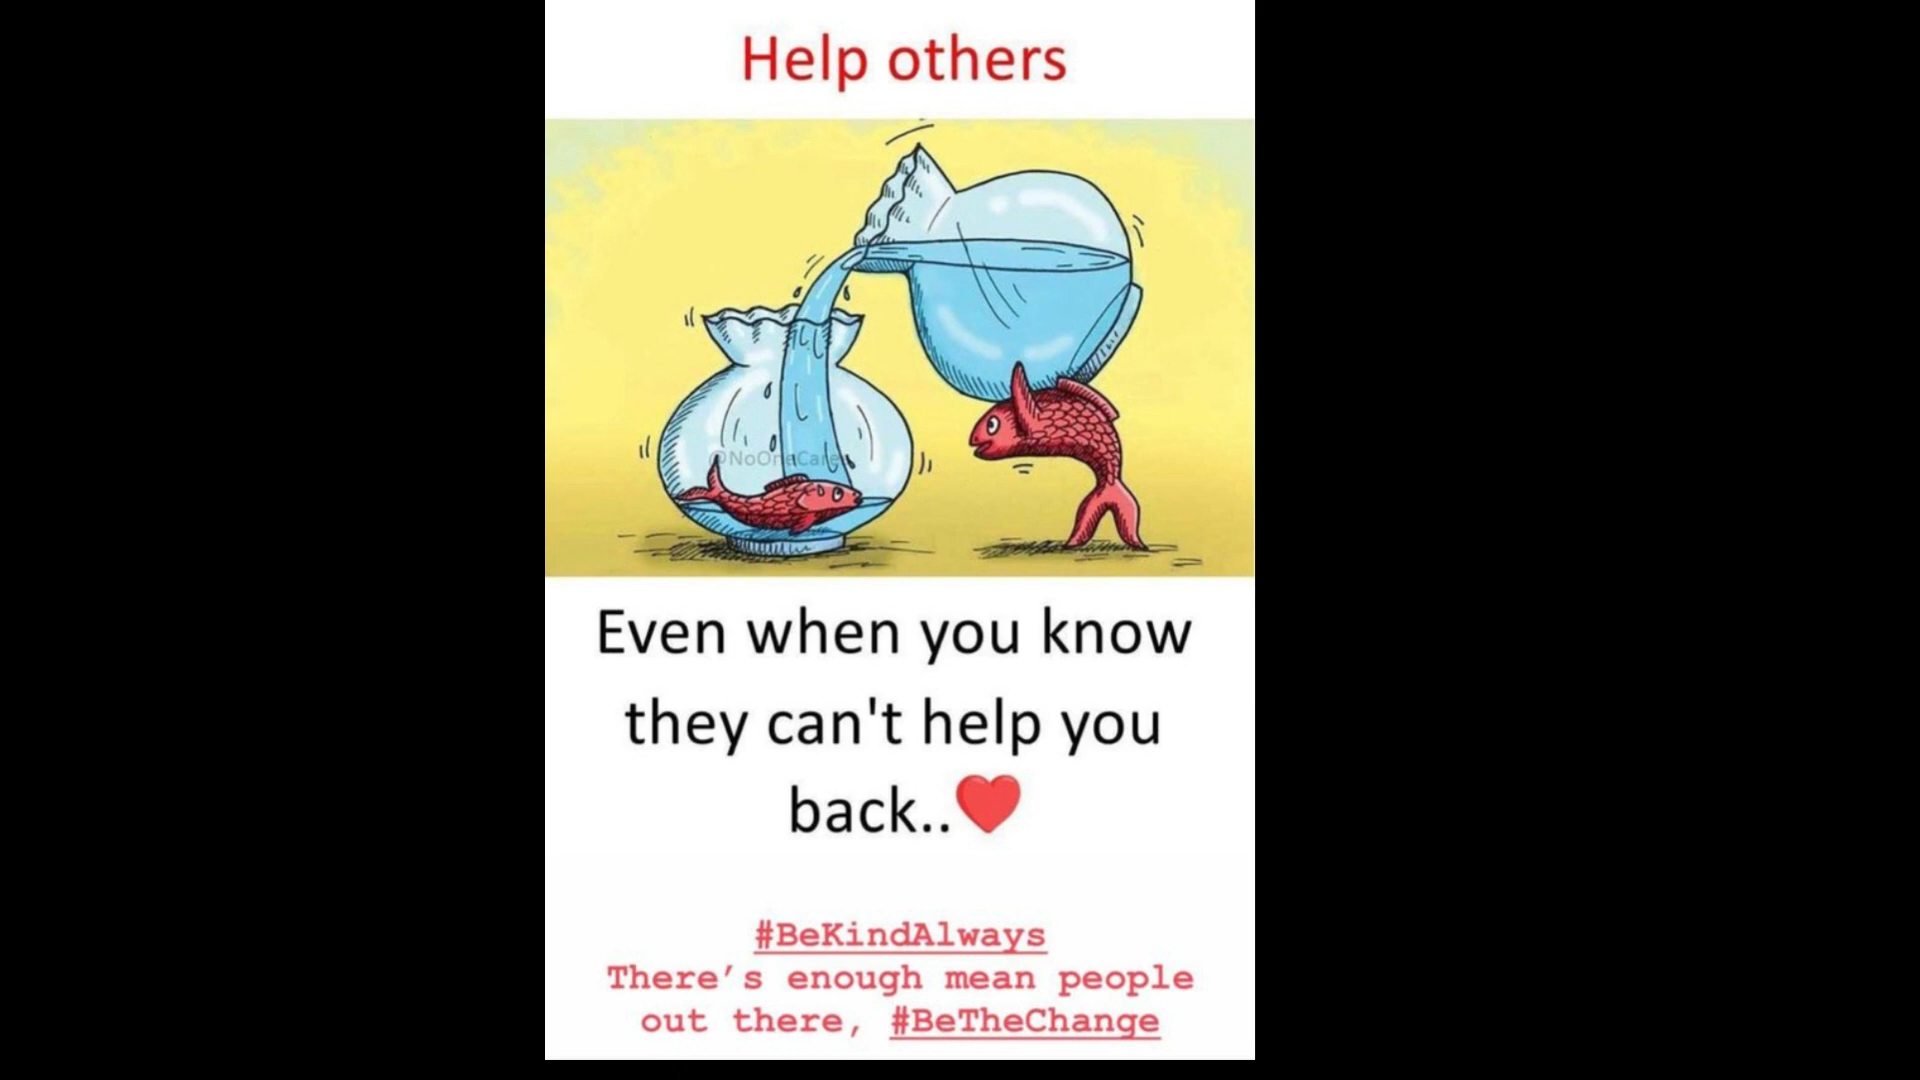 Help others
@NoOneCares
Even when you know
they can't help you
back..❤️
#BeKindAlways
There’s enough mean people
out there, #BeTheChange